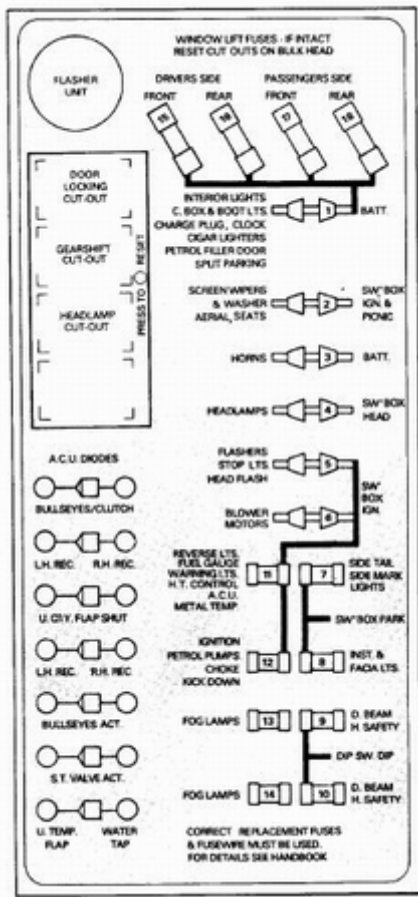 WINDOW LIFT FUSES - IF INTACT
RESET CUT OUTS ON BULK HEAD
FLASHER
UNIT
DRIVERS SIDE
PASSENGERS SIDE
FRONT
REAR
FRONT
REAR
15
16
17
18
DOOR
LOCKING
CUT-OUT
GEARSHIFT
CUT-OUT
HEADLAMP
CUT-OUT
PRESS TO RESET
INTERIOR LIGHTS
C. BOX & BOOT LTS.
CHARGE PLUG, CLOCK
CIGAR LIGHTERS
PETROL FILLER DOOR
SPLIT PARKING
1
BATT.
SCREEN WIPERS
& WASHER
AERIAL, SEATS
2
SW" BOX
IGN. &
PICNIC
HORNS
3
BATT.
HEADLAMPS
4
SW" BOX
HEAD
FLASHERS
STOP LTS.
HEAD FLASH
5
BLOWER
MOTORS
6
SW"
BOX
IGN.
REVERSE LTS.
FUEL GAUGE
WARNING LTS.
H.T. CONTROL
A.C.U.
METAL TEMP.
11
7
SIDE TAIL
SIDE MARK
LIGHTS
SW" BOX PARK
IGNITION
PETROL PUMPS
CHOKE
KICK DOWN
12
8
INST. &
FACIA LTS.
FOG LAMPS
13
9
D. BEAM
H. SAFETY
DIP SW. DIP
FOG LAMPS
14
10
D. BEAM
H. SAFETY
A.C.U. DIODES
BULLSEYES/CLUTCH
L.H. REC.
R.H. REC.
FLAP SHUT
L.H. REC.
R.H. REC
BULLSEYES ACT.
S.T. VALVE ACT.
U. TEMP.
FLAP
WATER
TAP
CORRECT REPLACEMENT FUSES
& FUSEWIRE MUST BE USED.
FOR DETAILS SEE HANDBOOK